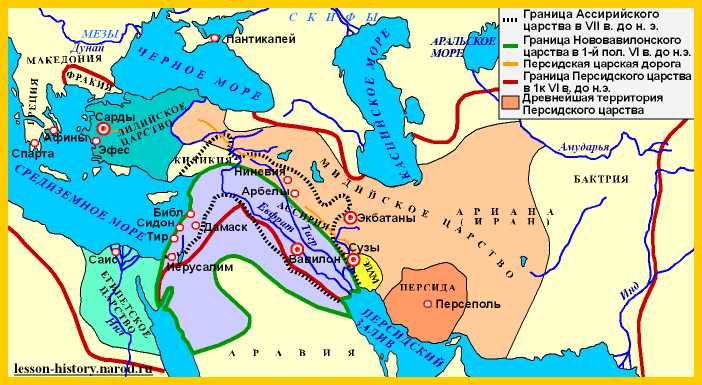 Граница Ассирийского
царства в VII в. до н. э.
Граница Нововавилонского
царства в 1-й пол. VI в. до н.э.
Персидская царская дорога
Граница Персидского царства
в 1к VI в. до н.э.
Древнейшая территория
Персидского царства
СКИФЫ
МЕЗЫ
Дунай
Пантикапей
МАКЕДОНИЯ
ФРАКИЯ
ЧЕРНОЕ МОРЕ
КАСПИЙСКОЕ МОРЕ
АРАЛЬСКОЕ
МОРЕ
ГРЕЦИЯ
Сарды
ЛИДИЙСКОЕ
ЦАРСТВО
Афины
Эфес
Спарта
КИЛИКИЯ
Амударья
БАКТРИЯ
СРЕДИЗЕМНОЕ МОРЕ
Ниневия
Арбелы
АССИРИЯ
Евфрат
Тигр
МИДИЙСКОЕ ЦАРСТВО
АРИАНА
(ИРАН)
Экбатаны
Библ
Сидон
Тир
Дамаск
Иерусалим
Вавилон
Сузы
ЭЛАМ
Саис
ЕГИПЕТСКОЕ
ЦАРСТВО
Нил
ПЕРСИДА
Персеполь
Инд
ПЕРСИДСКИЙ
ЗАЛИВ
АРАВИЯ
lesson-history.narod.ru